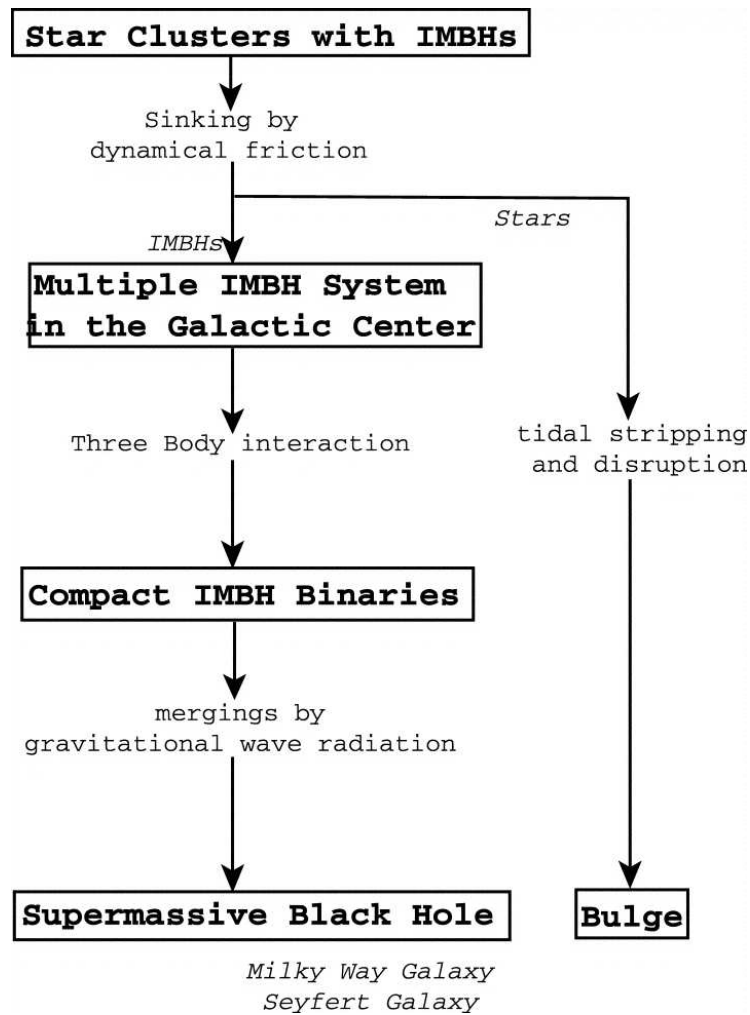 Star Clusters with IMBHs
Sinking by
dynamical friction
Stars
IMBHs
Multiple IMBH System
in the Galactic Center
Three Body interaction
tidal stripping
and disruption
Compact IMBH Binaries
mergings by
gravitational wave radiation
Supermassive Black Hole
Bulge
Milky Way Galaxy
Seyfert Galaxy